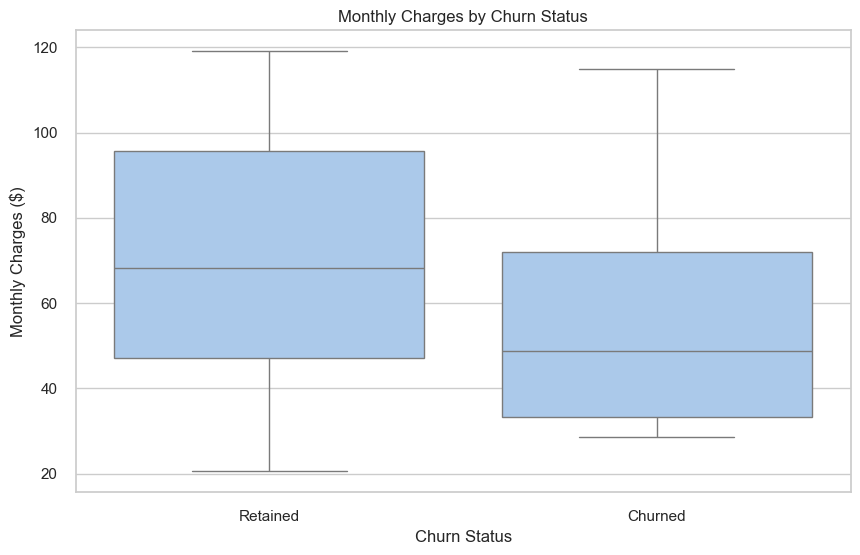 Monthly Charges by Churn Status
Monthly Charges ($)
120
100
80
60
40
20
Retained
Churned
Churn Status